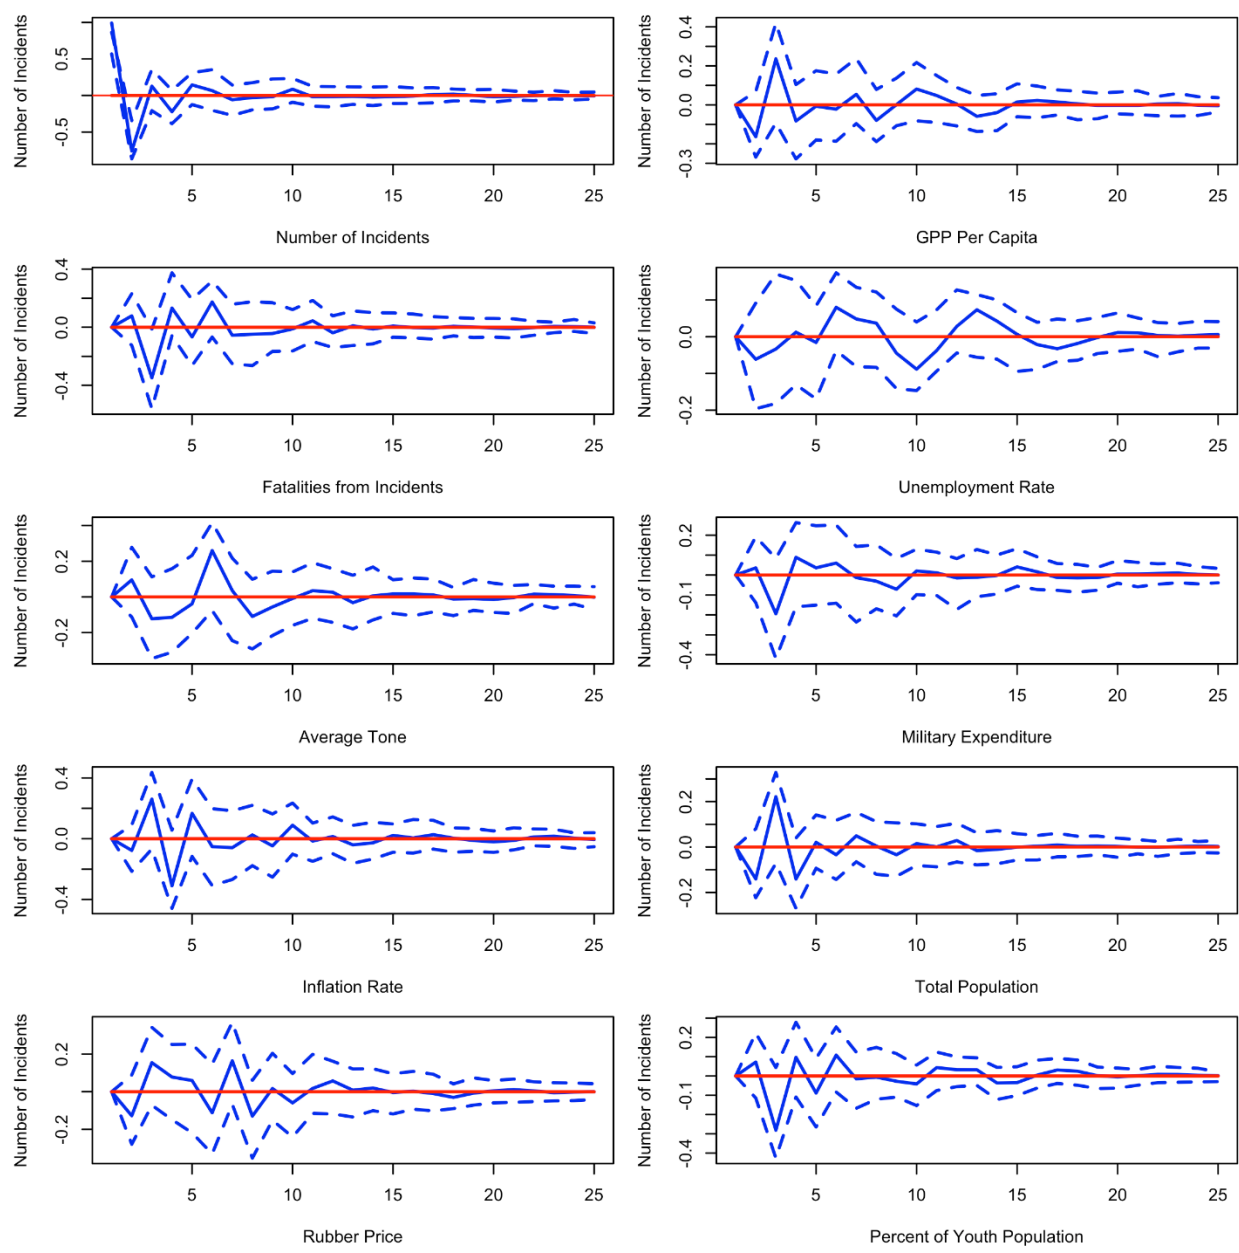 Number of Incidents
0.5
-0.5
5 10 15 20 25
Number of Incidents
Number of Incidents
0.4
0.2
0.0
-0.3
5 10 15 20 25
GPP Per Capita
Number of Incidents
0.4
0.0
-0.4
5 10 15 20 25
Fatalities from Incidents
Number of Incidents
0.0
-0.2
5 10 15 20 25
Unemployment Rate
Number of Incidents
0.2
-0.2
5 10 15 20 25
Average Tone
Number of Incidents
0.2
-0.1
-0.4
5 10 15 20 25
Military Expenditure
Number of Incidents
0.4
0.0
-0.4
5 10 15 20 25
Inflation Rate
Number of Incidents
0.2
0.0
-0.2
5 10 15 20 25
Total Population
Number of Incidents
0.2
-0.2
5 10 15 20 25
Rubber Price
Number of Incidents
0.2
-0.1
-0.4
5 10 15 20 25
Percent of Youth Population